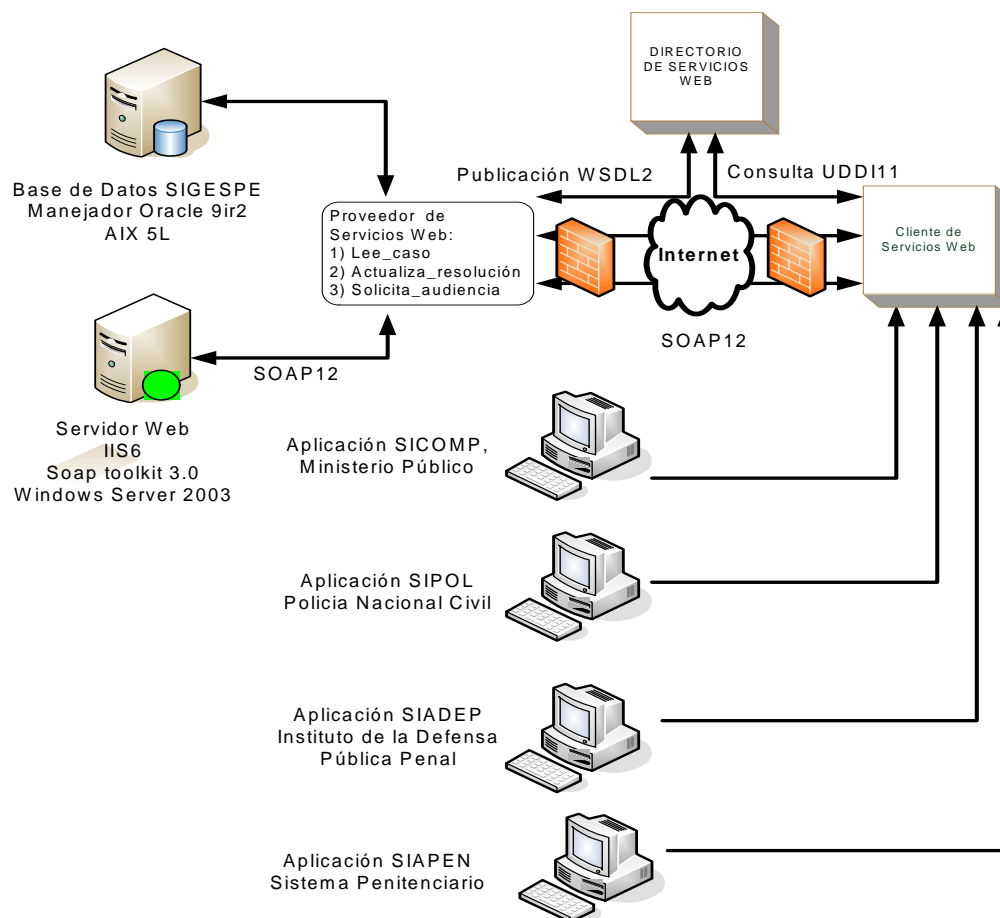 DIRECTORIO
DE SERVICIOS
WEB
Base de Datos SIGESPE
Manejador Oracle 9ir2
AIX 5L
Publicación WSDL2
Consulta UDDI11
Proveedor de
Servicios Web:
1) Lee_caso
2) Actualiza_resolución
3) Solicita_audiencia
Internet
Cliente de
Servicios Web
SOAP12
SOAP12
Servidor Web
IIS6
Soap toolkit 3.0
Windows Server 2003
Aplicación SICOMP,
Ministerio Público
Aplicación SIPOL
Policia Nacional Civil
Aplicación SIADEP
Instituto de la Defensa
Pública Penal
Aplicación SIAPEN
Sistema Penitenciario